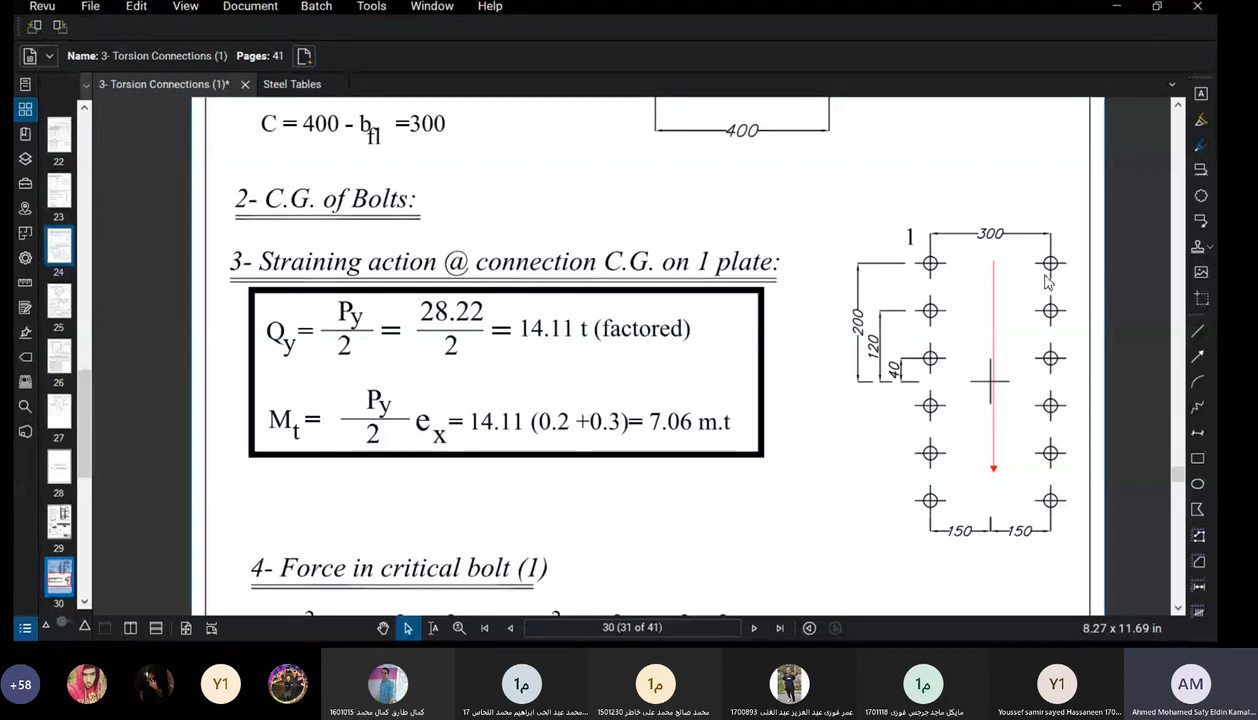 Revu File Edit View Document Batch Tools Window Help
Name: 3- Torsion Connections (1) Pages: 41
3- Torsion Connections (1)* Steel Tables
C = 400 - bfl =300
400
2- C.G. of Bolts:
3- Straining action @ connection C.G. on 1 plate:
Qy = Py/2 = 28.22/2 = 14.11 t (factored)
Mt = Py/2 ex = 14.11 (0.2 +0.3)= 7.06 m.t
1
300
200
120
40
150 150
4- Force in critical bolt (1)
22
23
24
25
26
27
28
29
30
30 (31 of 41)
8.27 x 11.69 in
+58
Y1
كمال طارق كمال محمد 1601015
م1
محمد عبد الحى ابراهيم محمد اللحاس 17...
م1
محمد صالح محمد على خاطر 1501230
عمر فوزى عبد العزيز عبد الغنى 1700893
م1
مايكل ماجد جرجس فوزى 1701118
Y1
Youssef samir sayed Hassaneen 170...
AM
Ahmed Mohamed Safy Eldin Kamal...